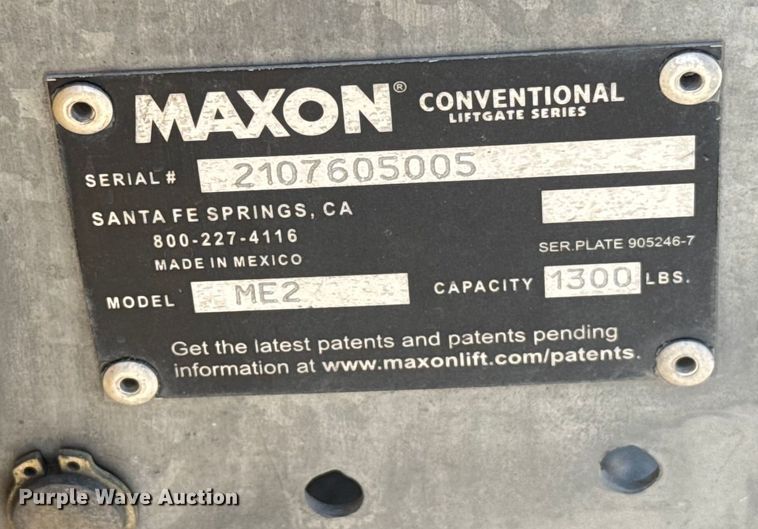 MAXON® CONVENTIONAL
LIFTGATE SERIES
SERIAL # 2107605005
SANTA FE SPRINGS, CA
800-227-4116
MADE IN MEXICO
SER.PLATE 905246-7
MODEL ME2 CAPACITY 1300 LBS.
Get the latest patents and patents pending
information at www.maxonlift.com/patents.
Purple Wave Auction